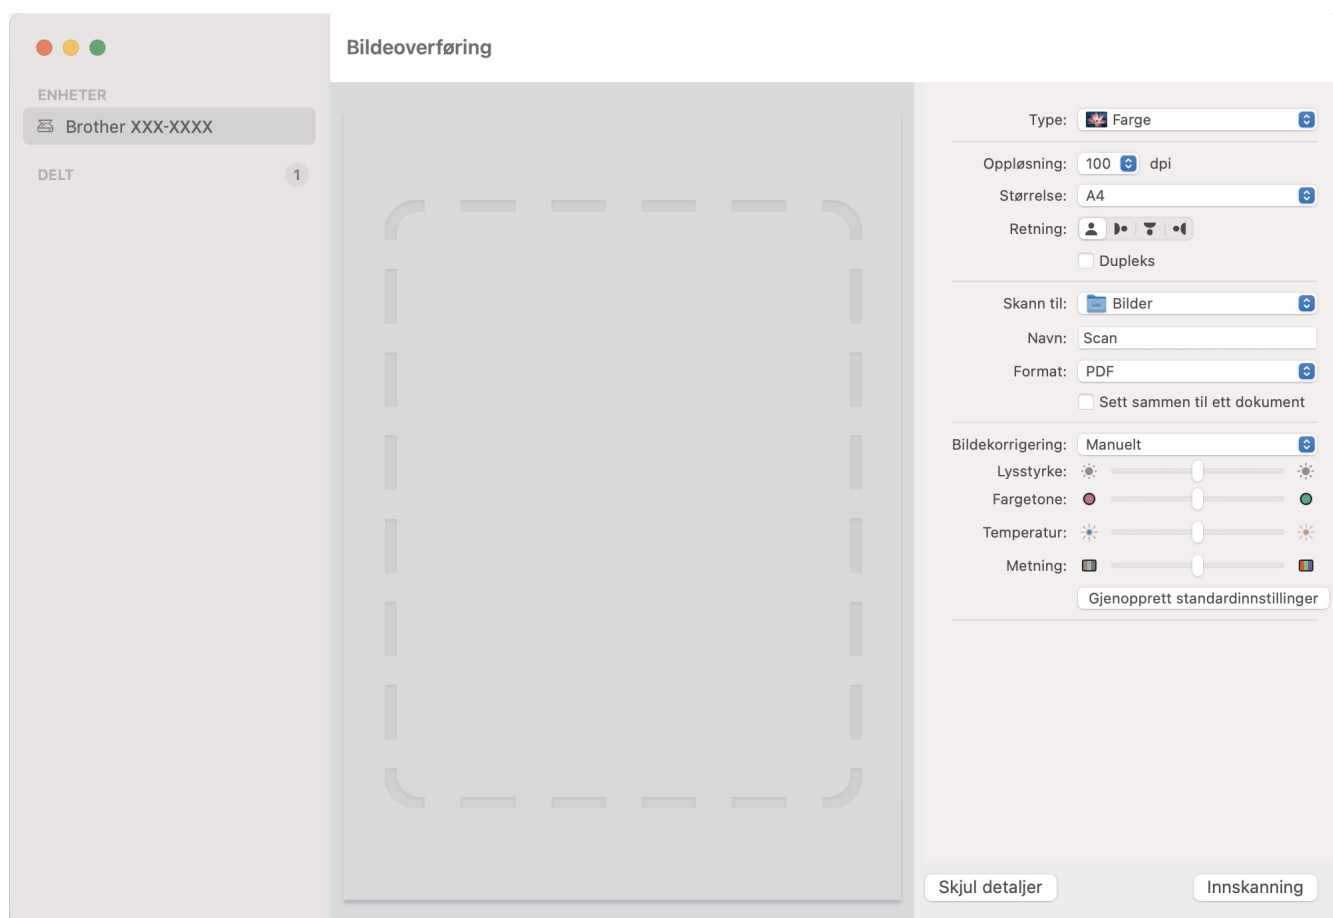 Bildeoverføring
ENHETER
Brother XXX-XXXX
DELT 1
Type: Farge
Oppløsning: 100 dpi
Størrelse: A4
Retning:
Dupleks
Skann til: Bilder
Navn: Scan
Format: PDF
Sett sammen til ett dokument
Bildekorrigering: Manuelt
Lysstyrke:
Fargetone:
Temperatur:
Metning:
Gjenopprett standardinnstillinger
Skjul detaljer Innskanning